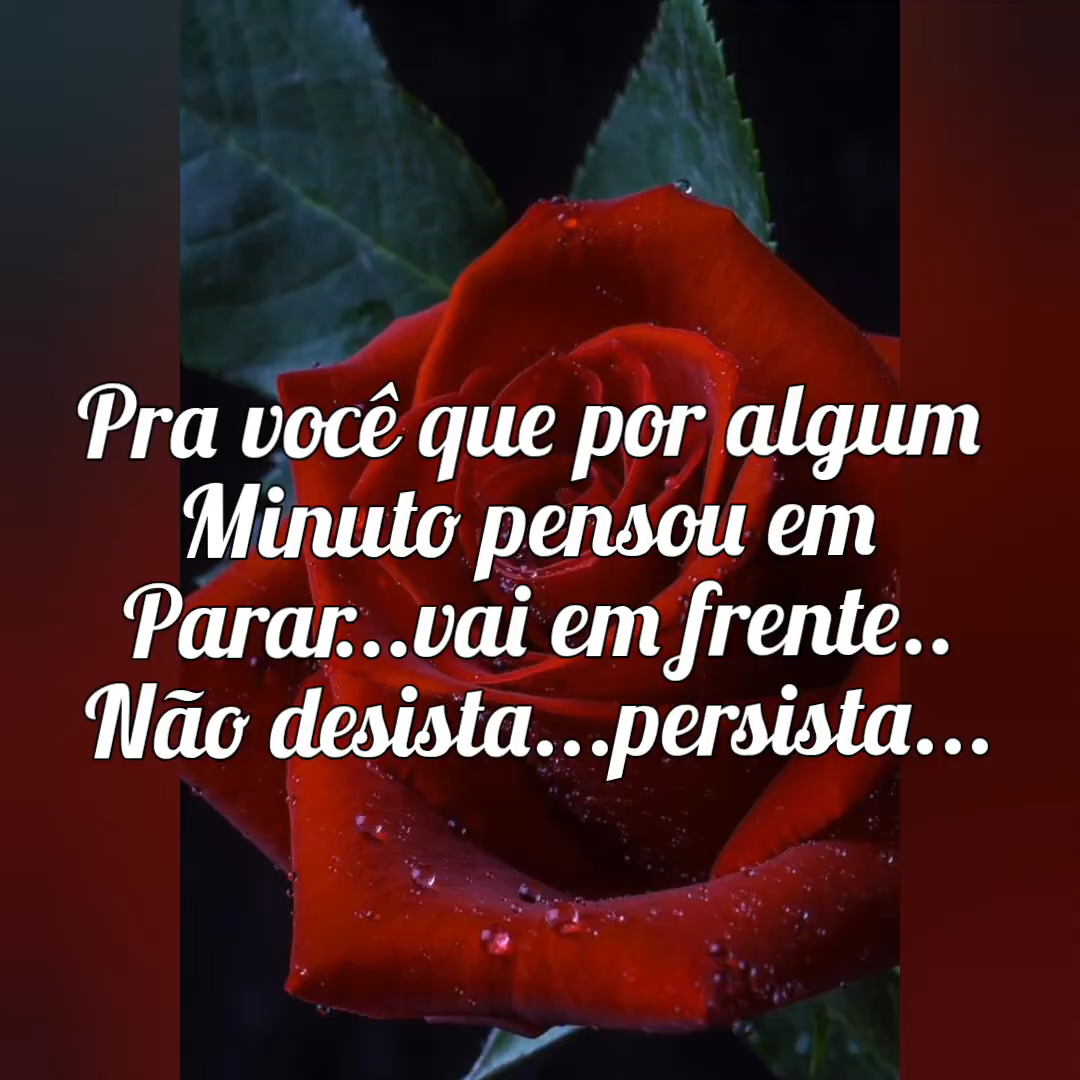 Pra você que por algum
Minuto pensou em
Parar...vai em frente..
Não desista...persista...